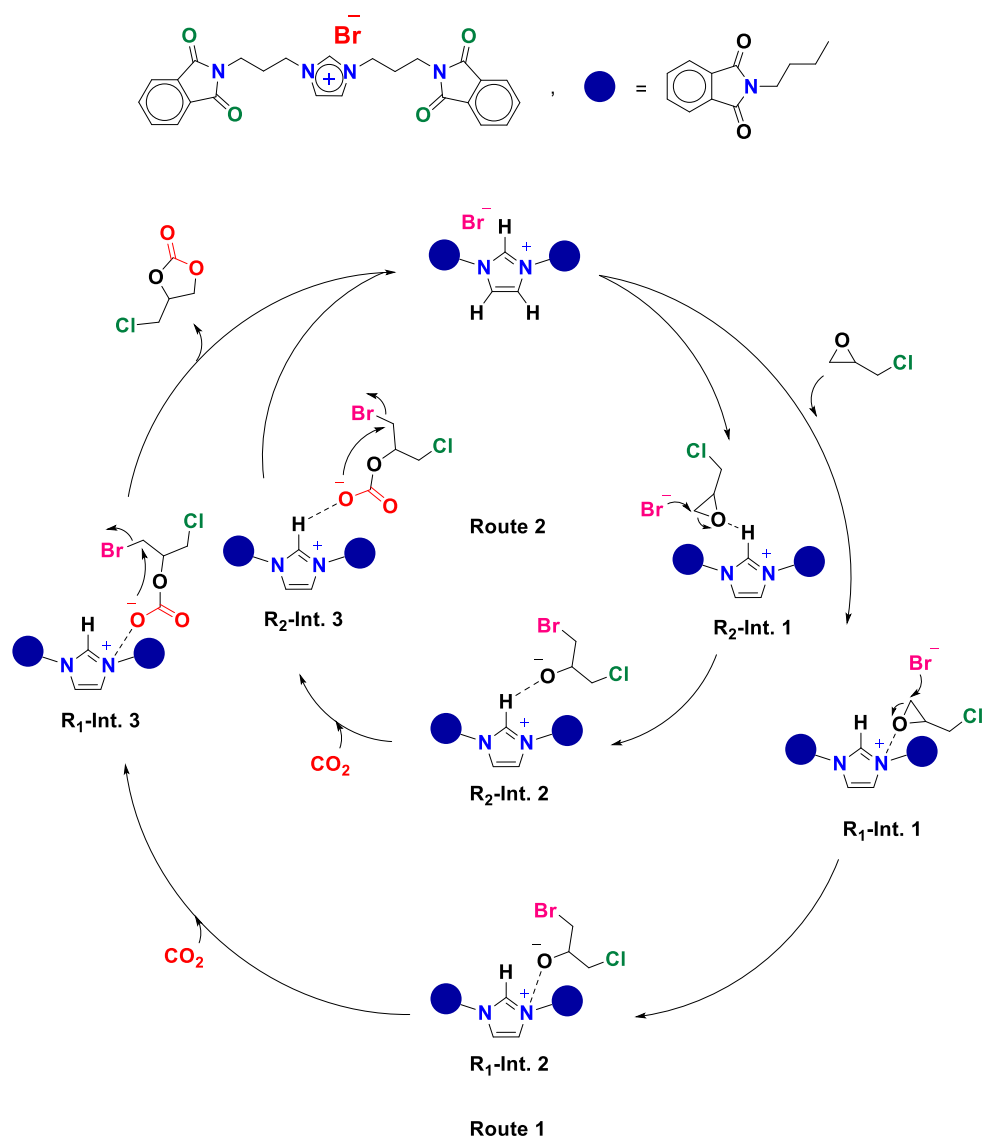 Br−
O O
N N + N N
O O
, =
O
N
O
O
O O
Cl
Br− H
+
N N
H H
O
Cl
Br
Cl
O
− O O
H
+
N N
R2-Int. 3
Route 2
Cl
Br− O H
+
N N
R2-Int. 1
Cl
Br
O
− O O
H
+
N N
R1-Int. 3
Br
−
O Cl
H
+
N N
R2-Int. 2
CO2
Br−
Cl
O
H
+
N N
R1-Int. 1
Br
−
O Cl
H
+
N N
R1-Int. 2
CO2
Route 1